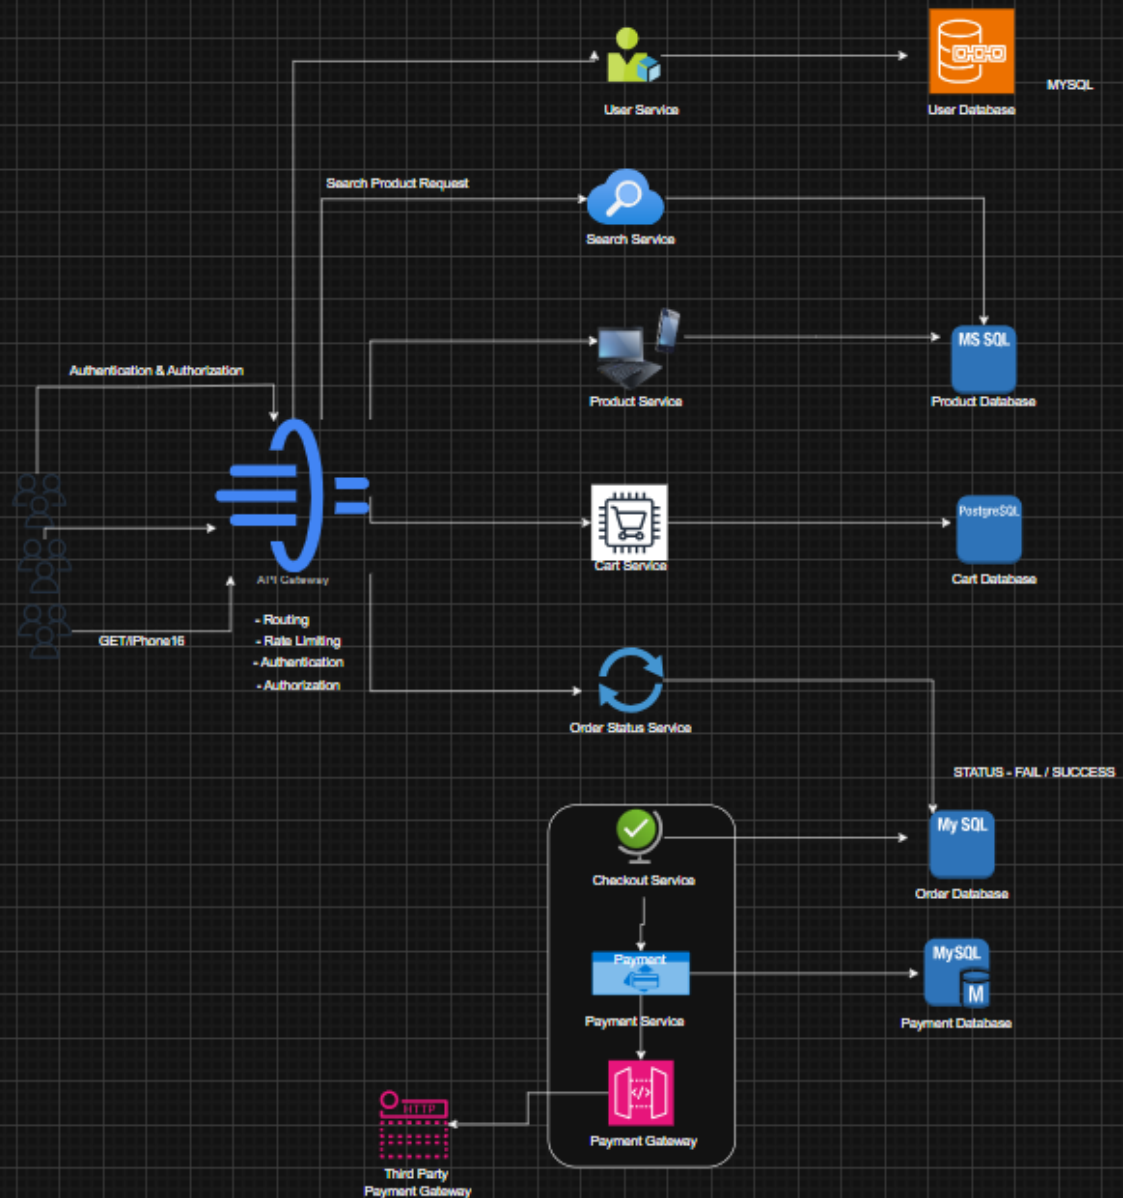 User Service
User Database
MYSQL
Search Product Request
Search Service
MS SQL
Product Service
Product Database
Authentication & Authorization
PostgreSQL
Cart Service
Cart Database
API Gateway
- Routing
- Rate Limiting
- Authentication
- Authorization
GET/iPhone16
Order Status Service
STATUS - FAIL / SUCCESS
My SQL
Checkout Service
Order Database
Payment
MySQL
M
Payment Service
Payment Database
</>
Payment Gateway
HTTP
Third Party
Payment Gateway